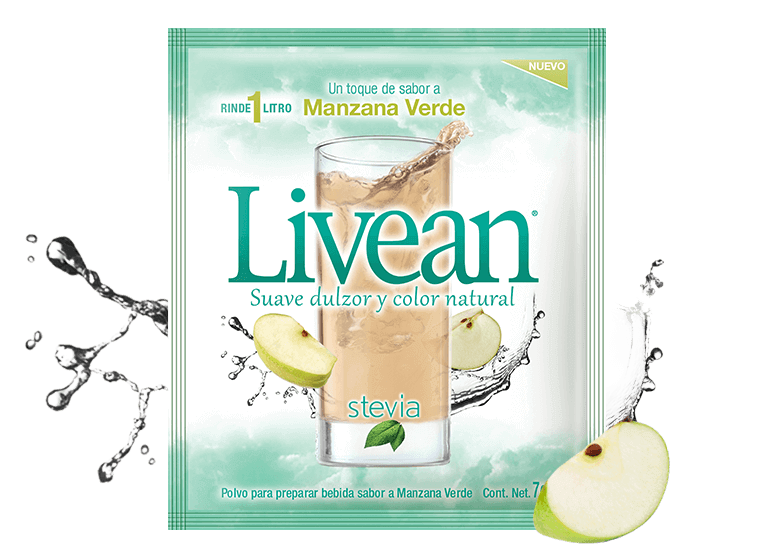 NUEVO
Un toque de sabor a
RINDE 1 LITRO
Manzana Verde
Livean®
Suave dulzor y color natural
stevia
Polvo para preparar bebida sabor a Manzana Verde Cont. Net. 7